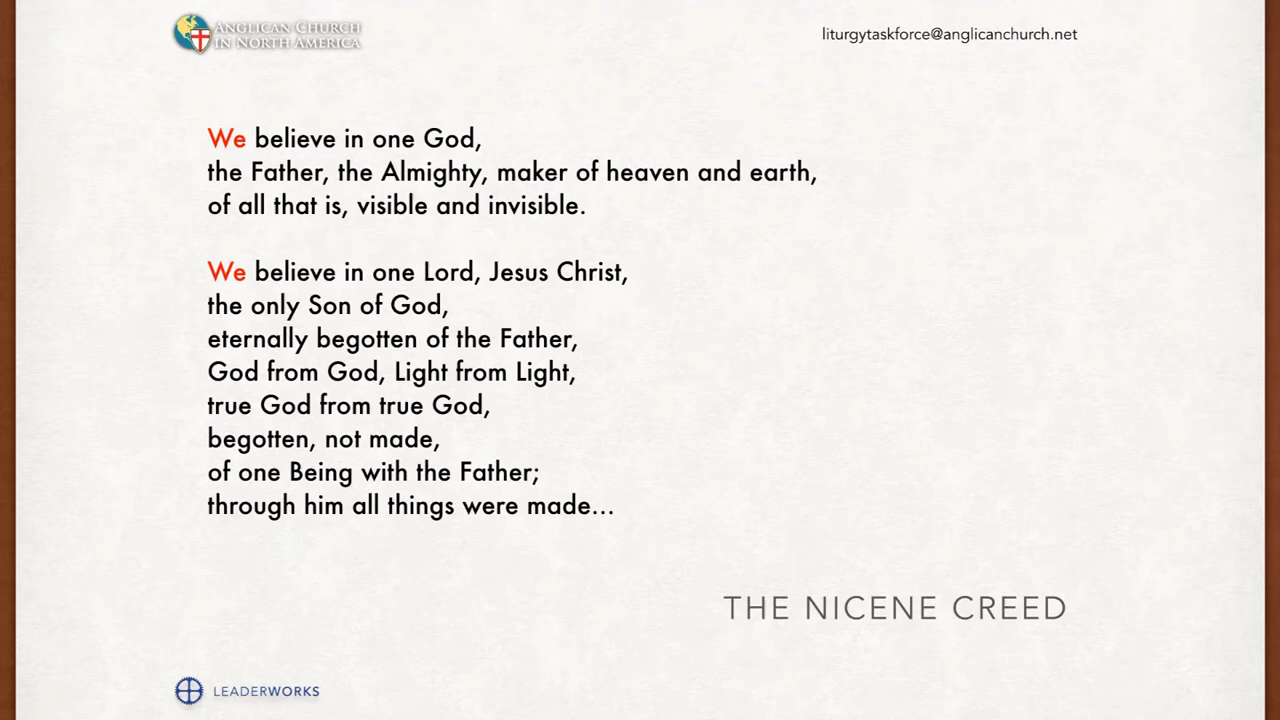 ANGLICAN CHURCH
IN NORTH AMERICA
liturgytaskforce@anglicanchurch.net
We believe in one God,
the Father, the Almighty, maker of heaven and earth,
of all that is, visible and invisible.
We believe in one Lord, Jesus Christ,
the only Son of God,
eternally begotten of the Father,
God from God, Light from Light,
true God from true God,
begotten, not made,
of one Being with the Father;
through him all things were made...
THE NICENE CREED
LEADERWORKS